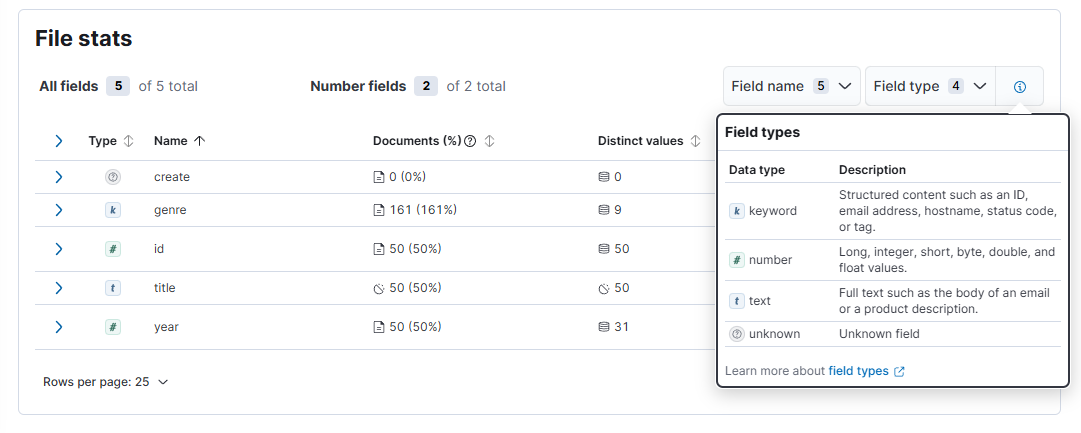 File stats
All fields 5 of 5 total Number fields 2 of 2 total Field name 5 Field type 4
Type Name Documents (%) Distinct values
create 0 (0%) 0
k genre 161 (161%) 9
# id 50 (50%) 50
t title 50 (50%) 50
# year 50 (50%) 31
Rows per page: 25
Field types
Data type Description
k keyword Structured content such as an ID,
email address, hostname, status code,
or tag.
# number Long, integer, short, byte, double, and
float values.
t text Full text such as the body of an email
or a product description.
unknown Unknown field
Learn more about field types